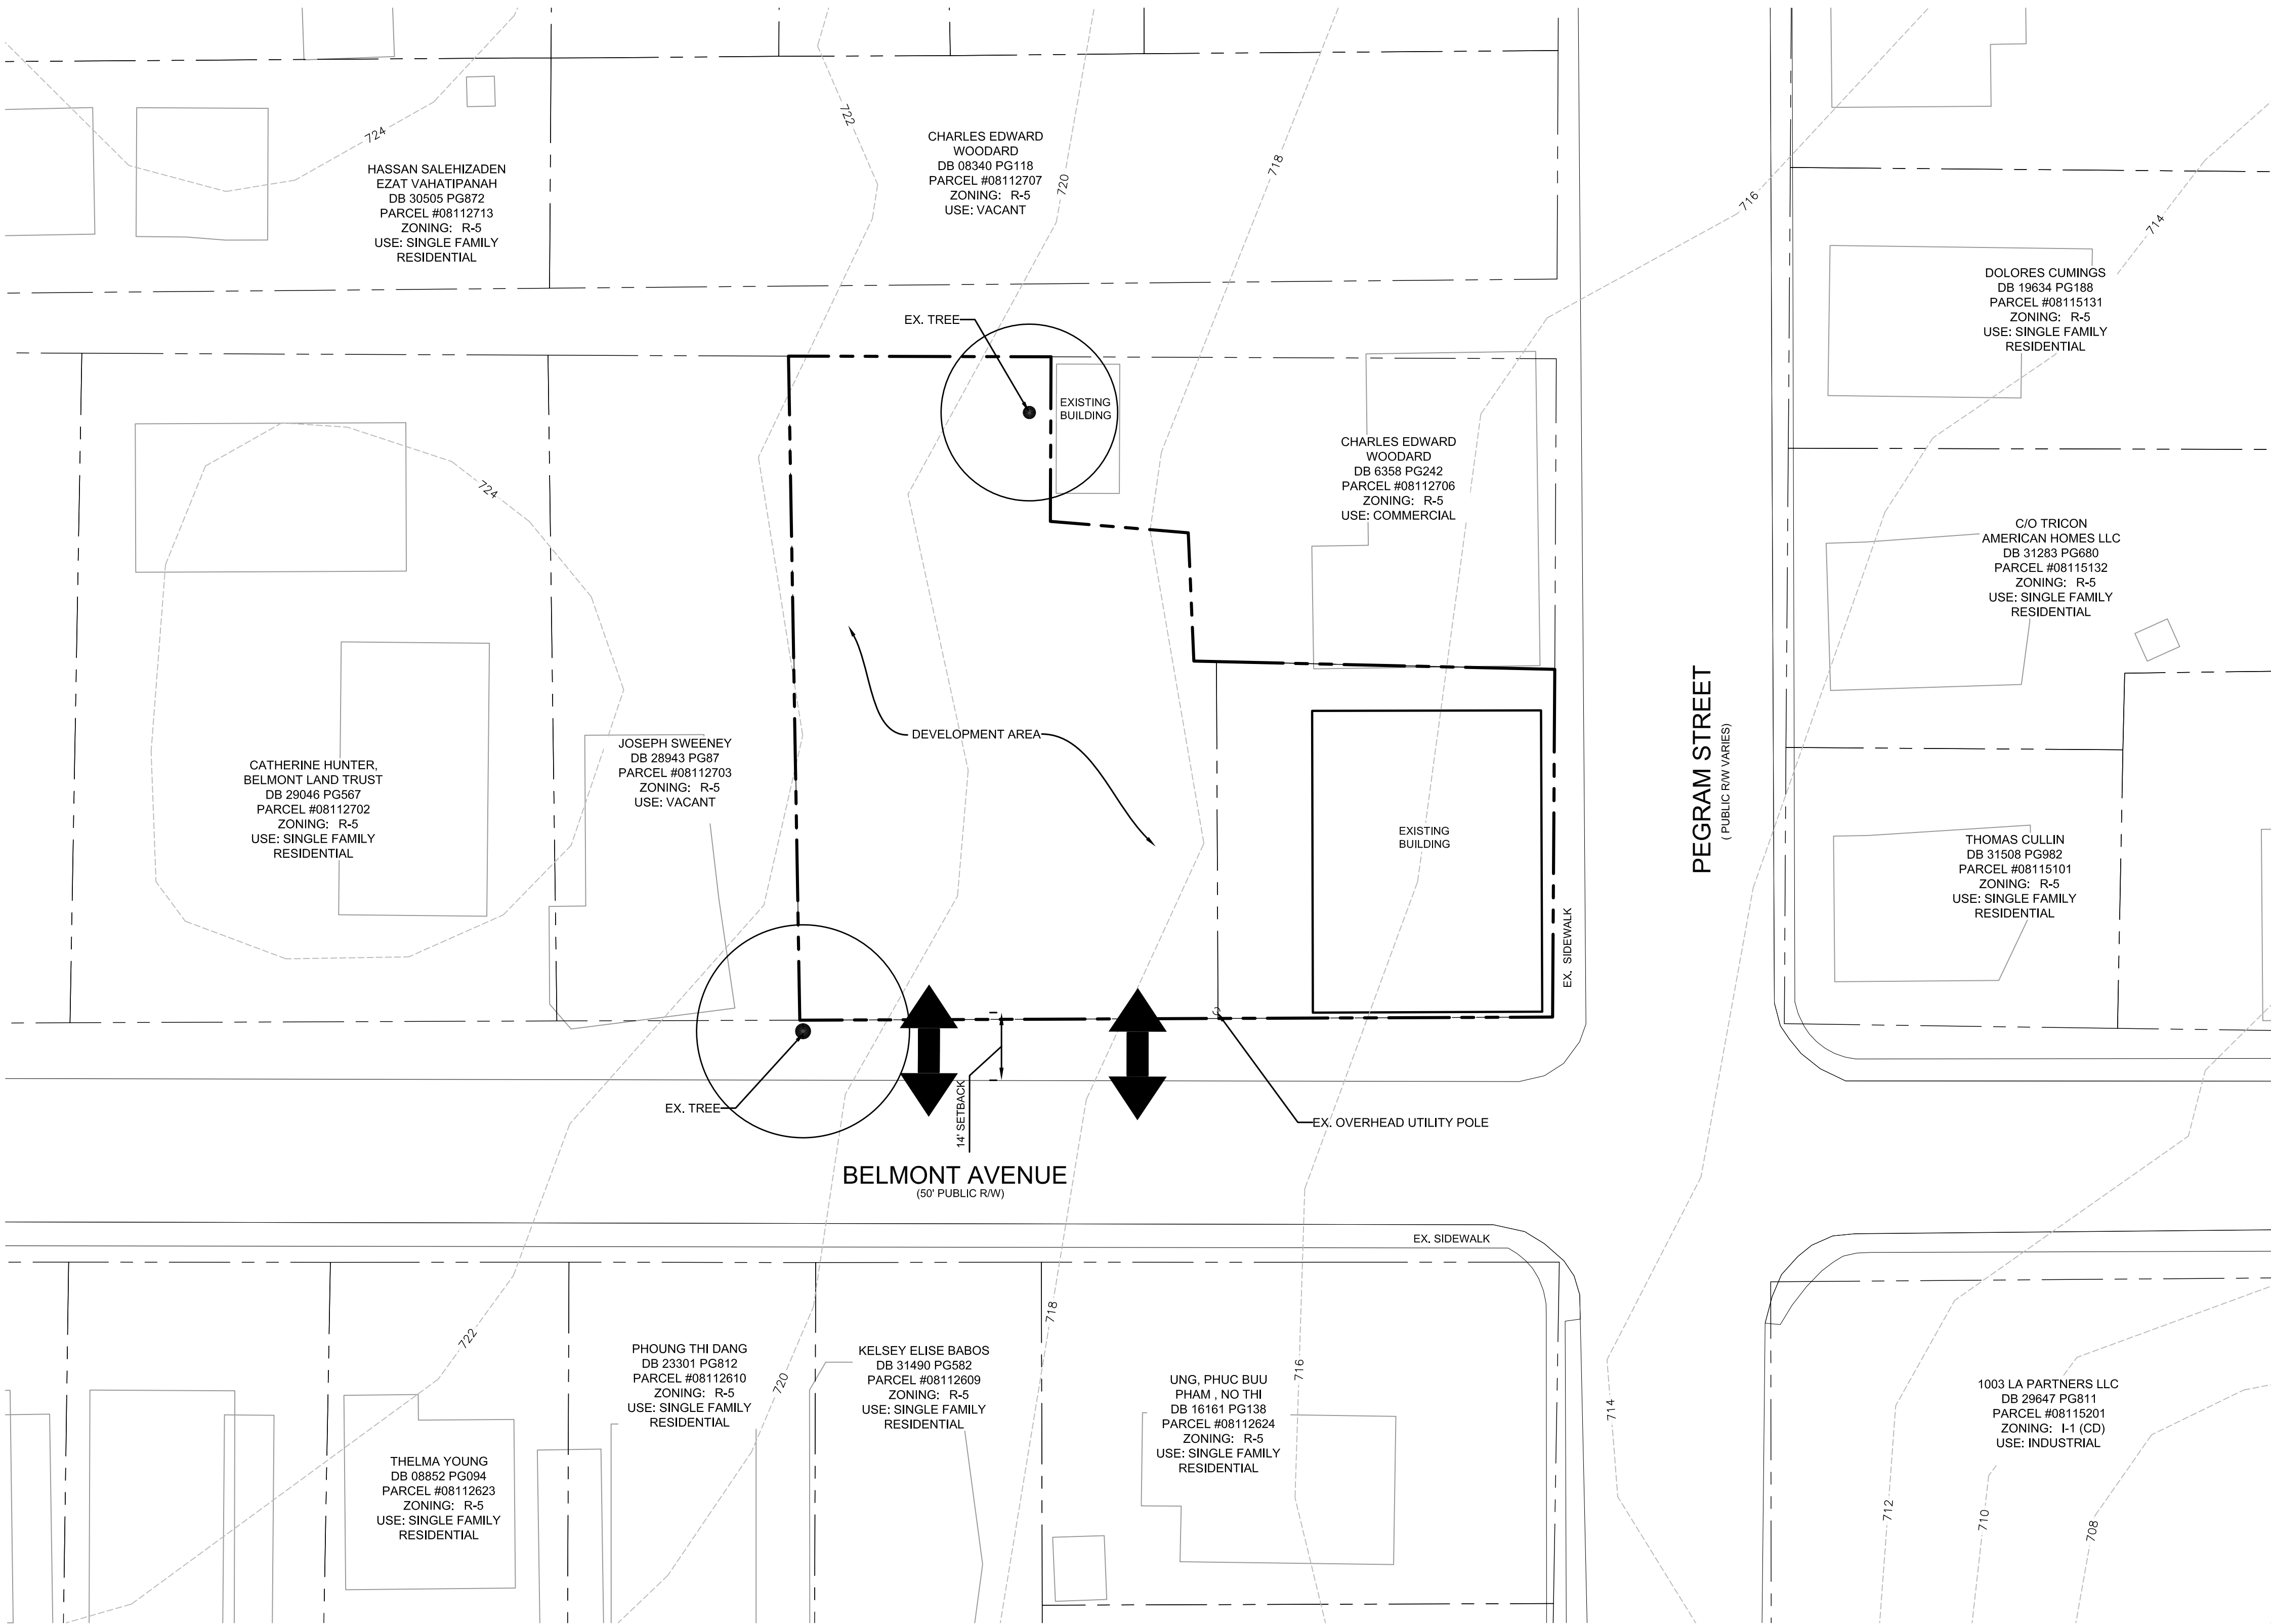 724
HASSAN SALEHIZADEN
EZAT VAHATIPANAH
DB 30505 PG872
PARCEL #08112713
ZONING: R-5
USE: SINGLE FAMILY
RESIDENTIAL
722
CHARLES EDWARD
WOODARD
DB 08340 PG118
PARCEL #08112707
ZONING: R-5
USE: VACANT
720
718
716
714
DOLORES CUMINGS
DB 19634 PG188
PARCEL #08115131
ZONING: R-5
USE: SINGLE FAMILY
RESIDENTIAL
EX. TREE
EXISTING
BUILDING
CHARLES EDWARD
WOODARD
DB 6358 PG242
PARCEL #08112706
ZONING: R-5
USE: COMMERCIAL
724
C/O TRICON
AMERICAN HOMES LLC
DB 31283 PG680
PARCEL #08115132
ZONING: R-5
USE: SINGLE FAMILY
RESIDENTIAL
PEGRAM STREET
( PUBLIC R/W VARIES)
DEVELOPMENT AREA
JOSEPH SWEENEY
DB 28943 PG87
PARCEL #08112703
ZONING: R-5
USE: VACANT
CATHERINE HUNTER,
BELMONT LAND TRUST
DB 29046 PG567
PARCEL #08112702
ZONING: R-5
USE: SINGLE FAMILY
RESIDENTIAL
EXISTING
BUILDING
THOMAS CULLIN
DB 31508 PG982
PARCEL #08115101
ZONING: R-5
USE: SINGLE FAMILY
RESIDENTIAL
EX. SIDEWALK
EX. TREE
14' SETBACK
EX. OVERHEAD UTILITY POLE
BELMONT AVENUE
(50' PUBLIC R/W)
EX. SIDEWALK
722
720
718
716
714
712
710
708
PHOUNG THI DANG
DB 23301 PG812
PARCEL #08112610
ZONING: R-5
USE: SINGLE FAMILY
RESIDENTIAL
KELSEY ELISE BABOS
DB 31490 PG582
PARCEL #08112609
ZONING: R-5
USE: SINGLE FAMILY
RESIDENTIAL
UNG, PHUC BUU
PHAM , NO THI
DB 16161 PG138
PARCEL #08112624
ZONING: R-5
USE: SINGLE FAMILY
RESIDENTIAL
1003 LA PARTNERS LLC
DB 29647 PG811
PARCEL #08115201
ZONING: I-1 (CD)
USE: INDUSTRIAL
THELMA YOUNG
DB 08852 PG094
PARCEL #08112623
ZONING: R-5
USE: SINGLE FAMILY
RESIDENTIAL